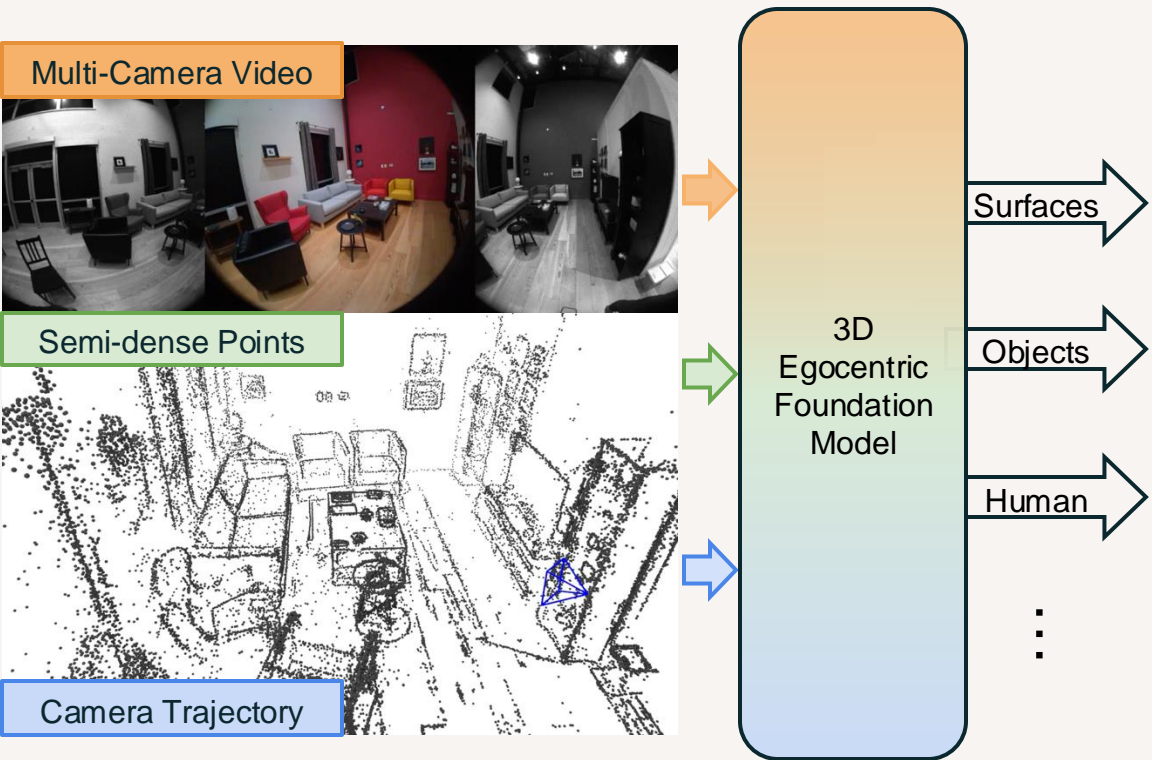 Multi-Camera Video
Semi-dense Points
Camera Trajectory
3D
Egocentric
Foundation
Model
Surfaces
Objects
Human
⋮